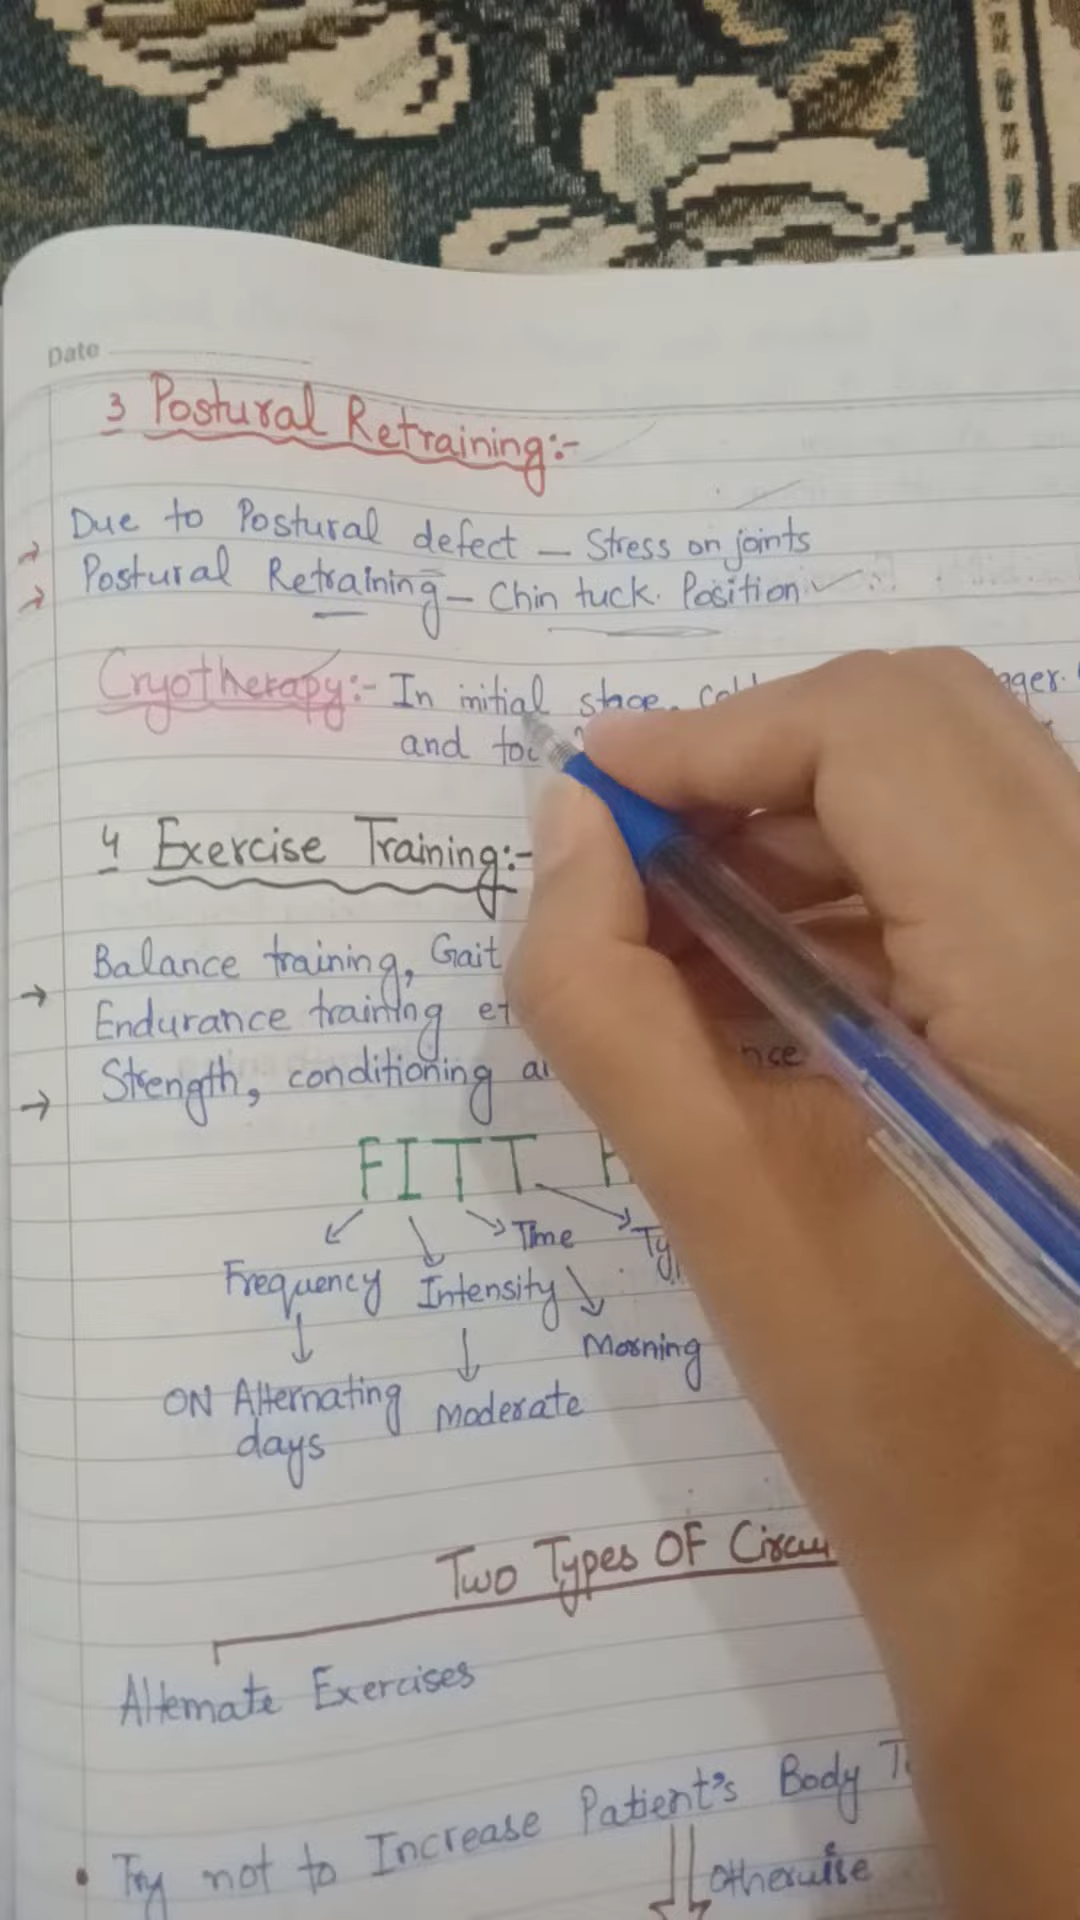 Date
3 Postural Retraining:-
Due to Postural defect - Stress on joints
Postural Retraining - Chin tuck Position
Cryotherapy:- In initial stage,
and
4 Exercise Training:-
Balance training, Gait
Endurance training
Strength, conditioning
FITT
Time
Frequency Intensity
Morning
ON Alternating Moderate
days
Two Types OF
Alternate Exercises
• Try not to Increase Patient's Body
Otherwise